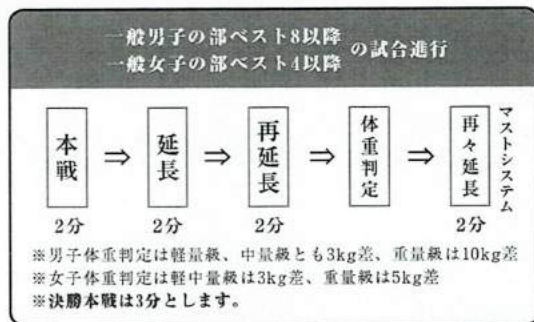 一般男子の部ベスト8以降
一般女子の部ベスト4以降
の試合進行
本戦
⇒
延長
⇒
再延長
⇒
体重判定
⇒
再々延長
マストシステム
2分
2分
2分
2分
※男子体重判定は軽量級、中量級とも3kg差、重量級は10kg差
※女子体重判定は軽中量級は3kg差、重量級は5kg差
※決勝本戦は3分とします。